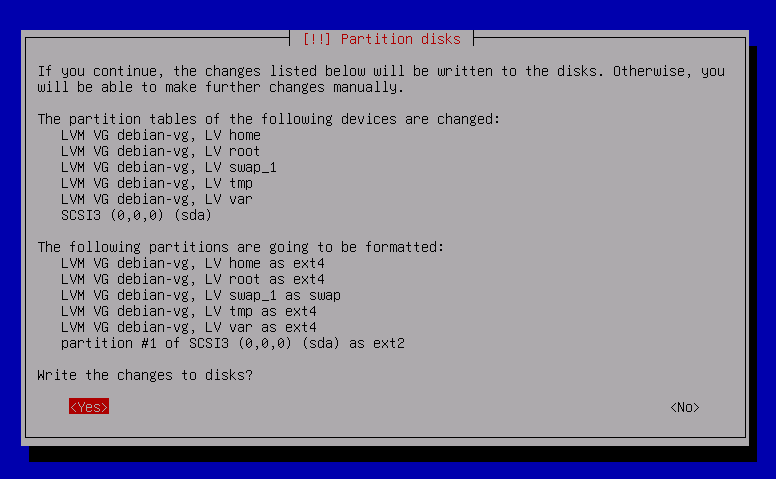 [!!] Partition disks
If you continue, the changes listed below will be written to the disks. Otherwise, you
will be able to make further changes manually.
The partition tables of the following devices are changed:
LVM VG debian-vg, LV home
LVM VG debian-vg, LV root
LVM VG debian-vg, LV swap_1
LVM VG debian-vg, LV tmp
LVM VG debian-vg, LV var
SCSI3 (0,0,0) (sda)
The following partitions are going to be formatted:
LVM VG debian-vg, LV home as ext4
LVM VG debian-vg, LV root as ext4
LVM VG debian-vg, LV swap_1 as swap
LVM VG debian-vg, LV tmp as ext4
LVM VG debian-vg, LV var as ext4
partition #1 of SCSI3 (0,0,0) (sda) as ext2
Write the changes to disks?
<Yes> <No>